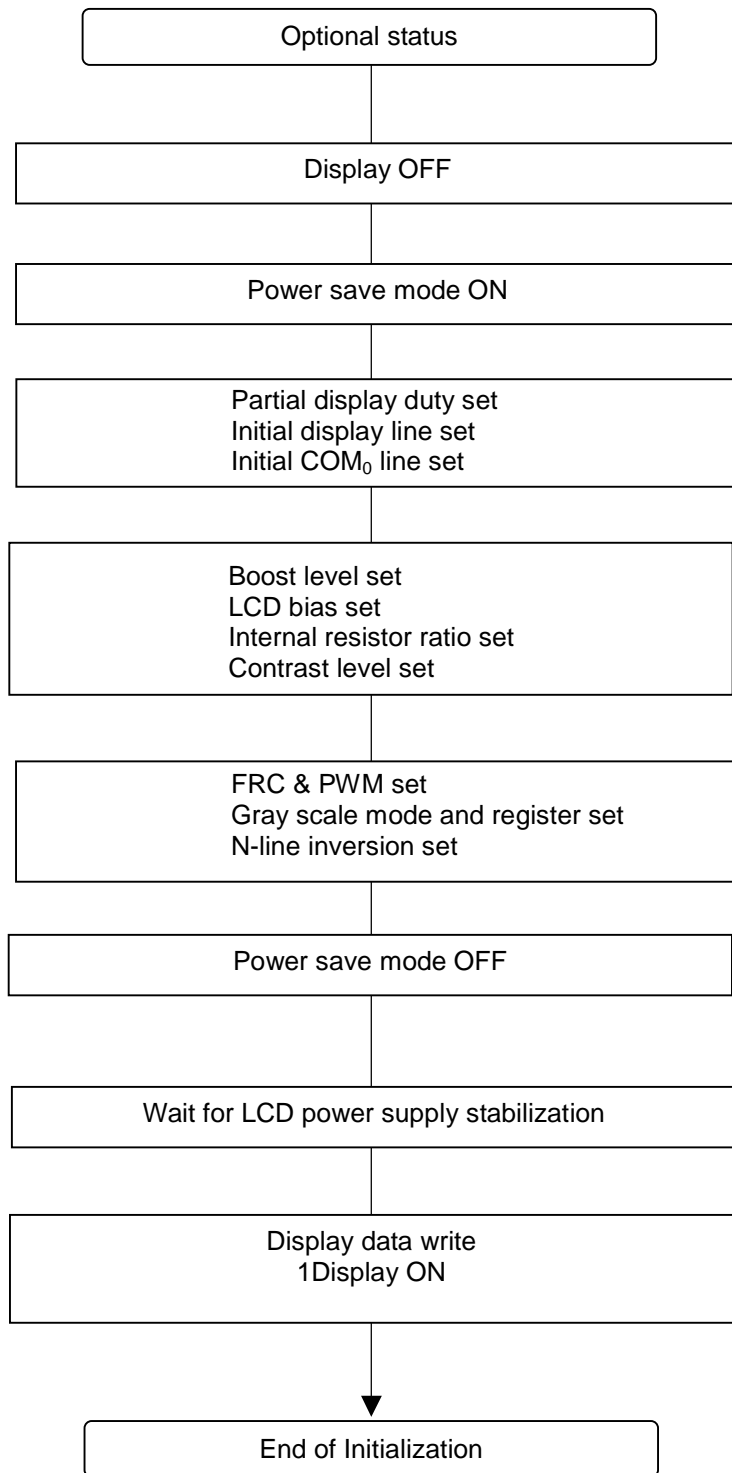 Optional status
Display OFF
Power save mode ON
Partial display duty set
Initial display line set
Initial COM₀ line set
Boost level set
LCD bias set
Internal resistor ratio set
Contrast level set
FRC & PWM set
Gray scale mode and register set
N-line inversion set
Power save mode OFF
Wait for LCD power supply stabilization
Display data write
1Display ON
End of Initialization